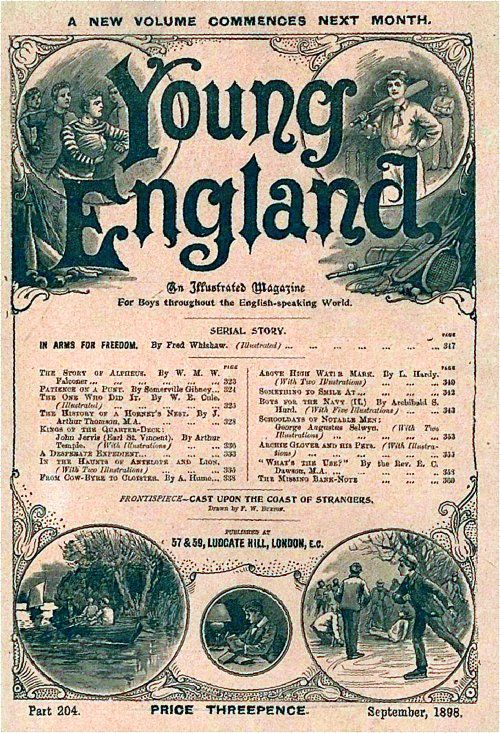 A NEW VOLUME COMMENCES NEXT MONTH.
Young
England
An Illustrated Magazine
For Boys throughout the English-speaking World.
SERIAL STORY.
PAGE
IN ARMS FOR FREEDOM. By Fred Whishaw. (Illustrated) ... 347
PAGE
THE STORY OF ALPHEUS. By W. M. W.
Falconer ... 323
PATIENCE ON A PUNT. By Somerville Gibney... 324
THE ONE WHO DID IT. By W. E. Cule.
(Illustrated) ... 325
THE HISTORY OF A HORNET'S NEST. By J.
Arthur Thomson, M.A. ... 328
KINGS OF THE QUARTER-DECK:
John Jervis (Earl St. Vincent). By Arthur
Temple. (With Illustrations) ... 330
A DESPERATE EXPEDIENT... 333
IN THE HAUNTS OF ANTELOPE AND LION.
(With Two Illustrations) ... 335
FROM COW-BYRE TO CLOISTER. By A. Hume... 338
PAGE
ABOVE HIGH WATER MARK. By L. Hardy.
(With Two Illustrations) ... 340
SOMETHING TO SMILE AT... 342
BOTS FOR THE NAVY. By Archibald S.
Hurd. (With Five Illustrations) ... 343
SCHOOLDAYS OF NOTABLE MEN:
George Augustus Selwyn. (With Two
Illustrations) ... 353
ARCHIE GLOVER AND HIS PETS. (With Illus-
trations) ...
"WHAT'S THE USE?" By the Rev. E. C.
Dawson, M.A. ... 358
THE MISSING BANK-NOTE ... 360
FRONTISPIECE—CAST UPON THE COAST OF STRANGERS.
Drawn by F. W. Burton.
PUBLISHED AT
57 & 59, LUDGATE HILL, LONDON, E.C.
Part 204.
PRICE THREEPENCE.
September, 1898.